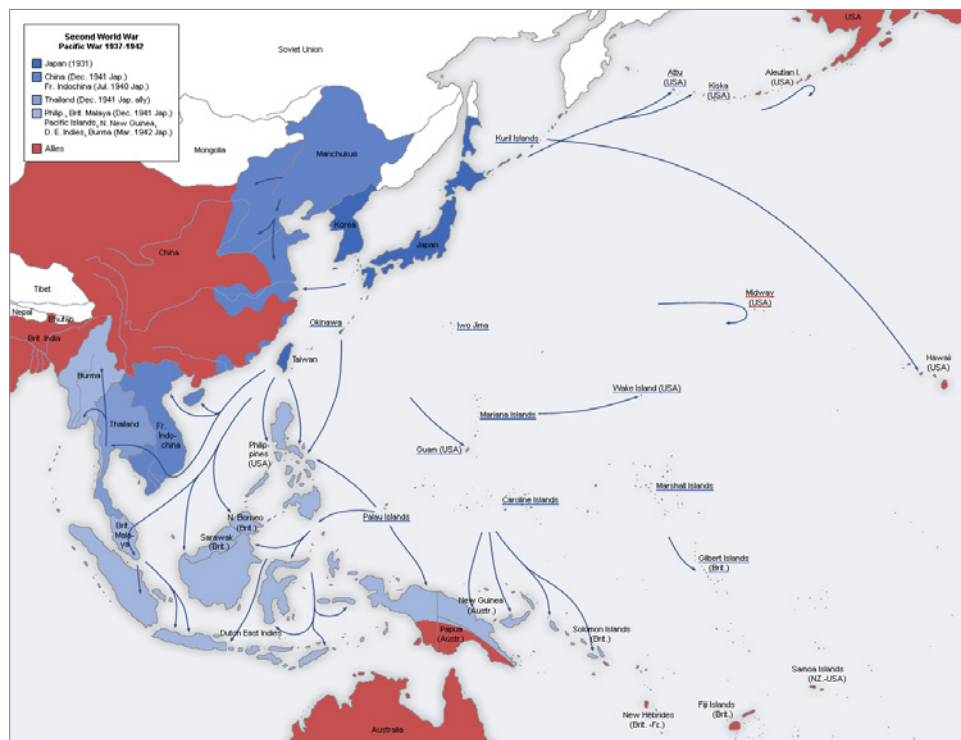 Second World War
Pacific War 1937-1942
Japan (1931)
China (Dec. 1941 Jap.)
Fr. Indochina (Jul. 1940 Jap.)
Thailand (Dec. 1941 Jap. ally)
Philip., Brit. Malaya (Dec. 1941 Jap.)
Pacific Islands, N. New Guinea,
D. E. Indies, Burma (Mar. 1942 Jap.)
Allies
USA
Soviet Union
Attu
(USA)
Kiska
(USA)
Aleutian I.
(USA)
Mongolia
Manchukuo
Kuril Islands
Korea
Japan
China
Tibet
Nepal
Bhutan
Brit. India
Midway
(USA)
Okinawa
Iwo Jima
Taiwan
Hawaii
(USA)
Burma
Wake Island (USA)
Mariana Islands
Thailand
Fr.
Indo-
china
Philip-
pines
(USA)
Guam (USA)
Marshall Islands
Caroline Islands
Palau Islands
Brit.
Mala-
ya
N. Borneo
(Brit.)
Sarawak
(Brit.)
Gilbert Islands
(Brit.)
New Guinea
(Austr.)
Dutch East Indies
Papua
(Austr.)
Solomon Islands
(Brit.)
Samoa Islands
(NZ.-USA)
New Hebrides
(Brit. -Fr.)
Fiji Islands
(Brit.)
Australia